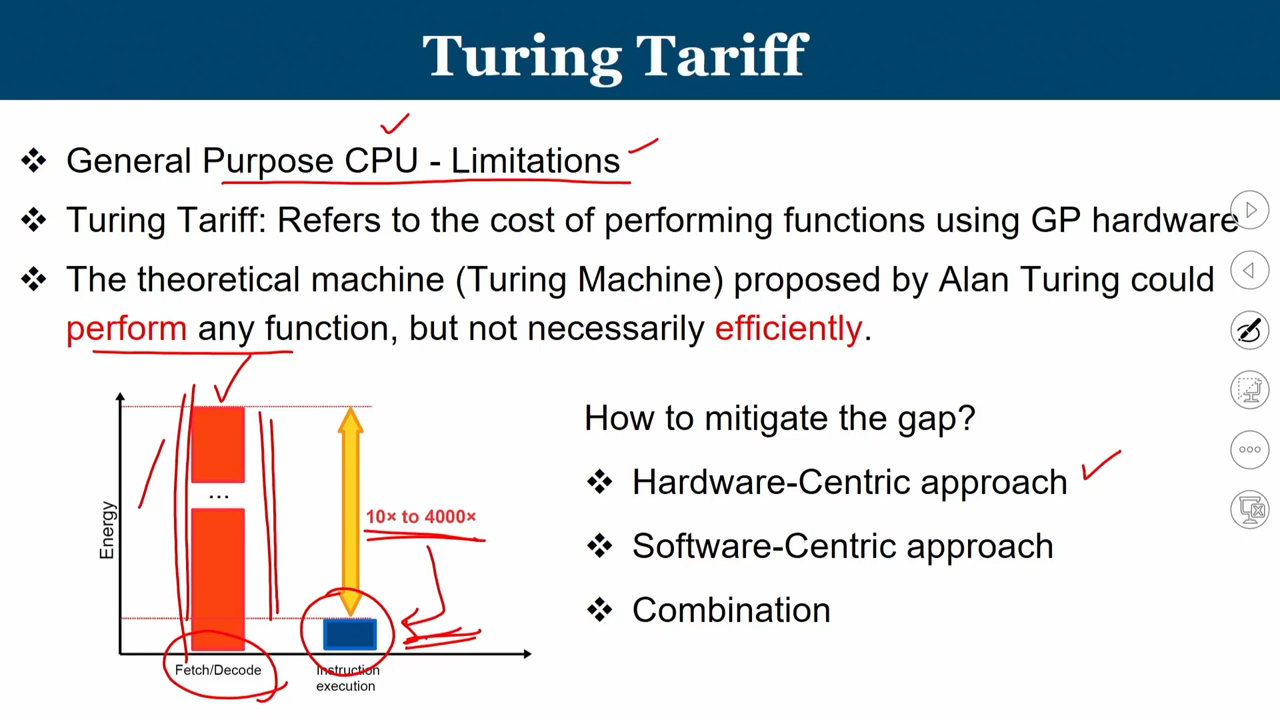 Turing Tariff
❖ General Purpose CPU - Limitations
❖ Turing Tariff: Refers to the cost of performing functions using GP hardware
❖ The theoretical machine (Turing Machine) proposed by Alan Turing could
perform any function, but not necessarily efficiently.
Energy
...
10× to 4000×
Fetch/Decode
Instruction
execution
How to mitigate the gap?
❖ Hardware-Centric approach
❖ Software-Centric approach
❖ Combination